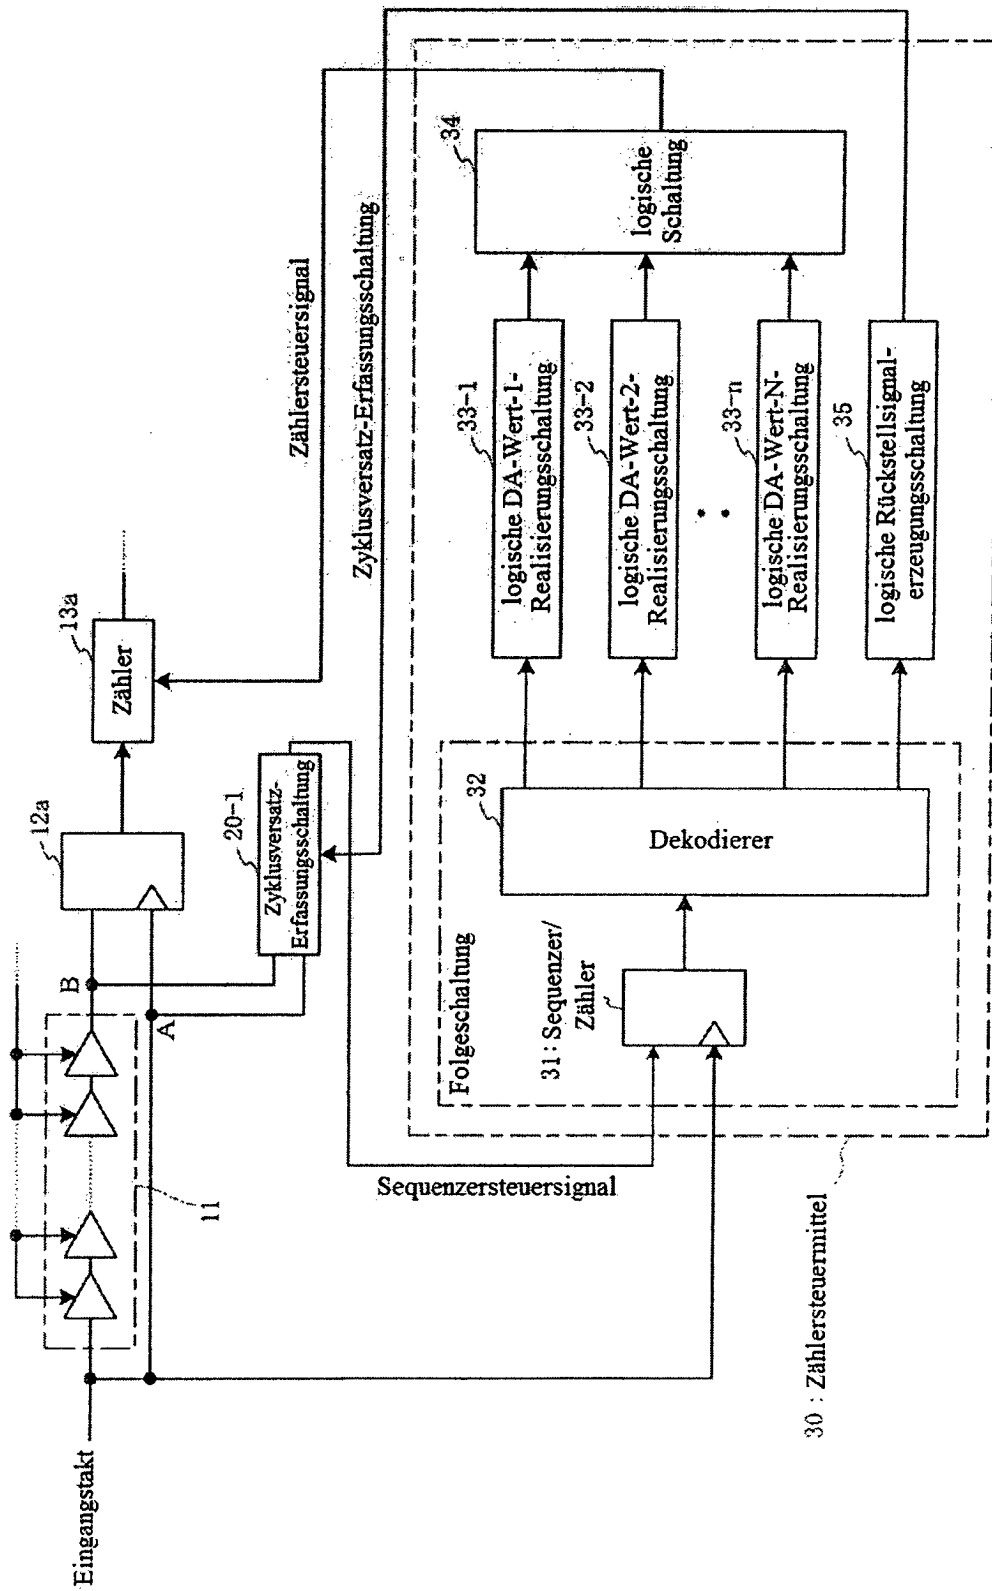 Eingangstakt
11
B
A
12a
13a
Zähler
20-1
Zyklusversatz-
Erfassungsschaltung
Zählersteuersignal
Zyklusversatz-Erfassungsschaltung
Sequenzersteuersignal
30 : Zählersteuermittel
Folgeschaltung
31: Sequenzer/
Zähler
32
Dekodierer
33-1
logische DA-Wert-1-
Realisierungsschaltung
33-2
logische DA-Wert-2-
Realisierungsschaltung
33-n
logische DA-Wert-N-
Realisierungsschaltung
35
logische Rückstellsignal-
erzeugungsschaltung
34
logische
Schaltung